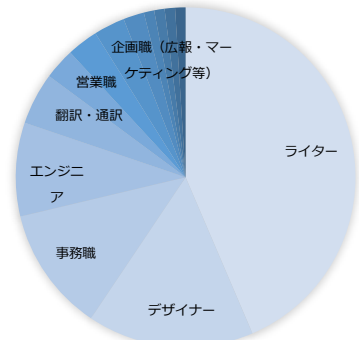 企画職（広報・マー
ケティング等）
営業職
翻訳・通訳
ライター
エンジニ
ア
事務職
デザイナー